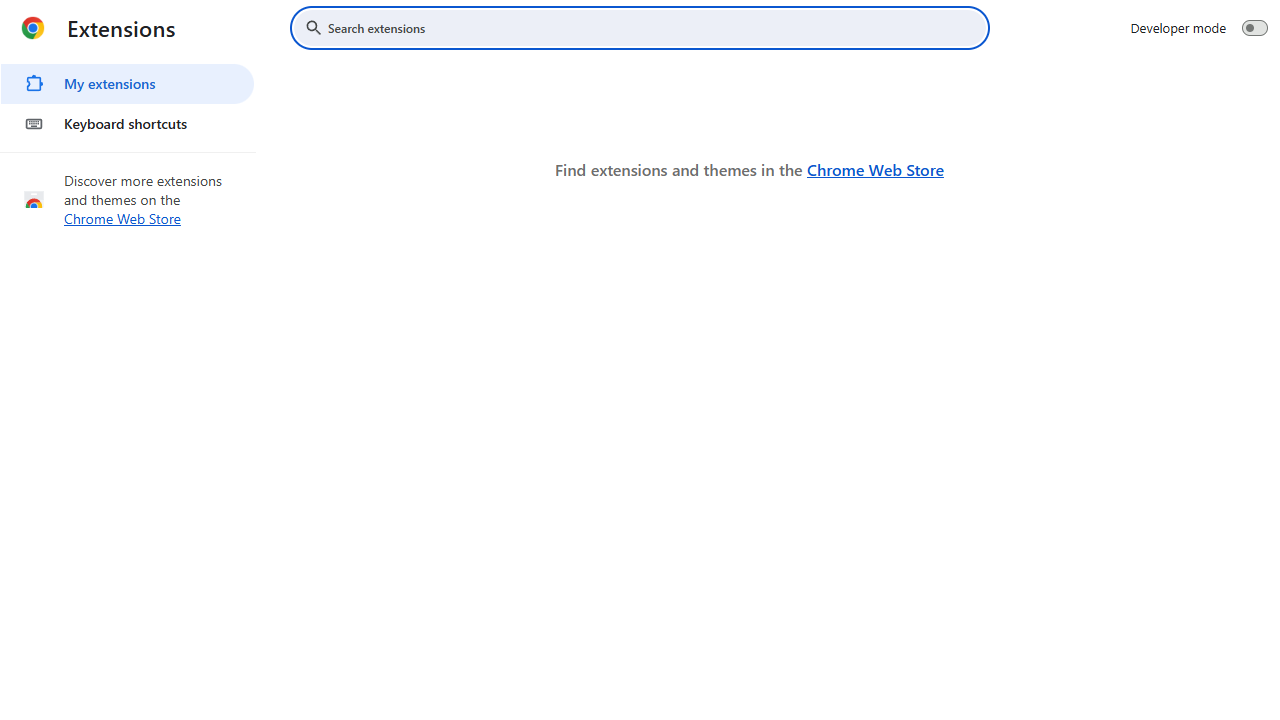 Extensions
Search extensions
Developer mode
My extensions
Keyboard shortcuts
Discover more extensions
and themes on the
Chrome Web Store
Find extensions and themes in the Chrome Web Store